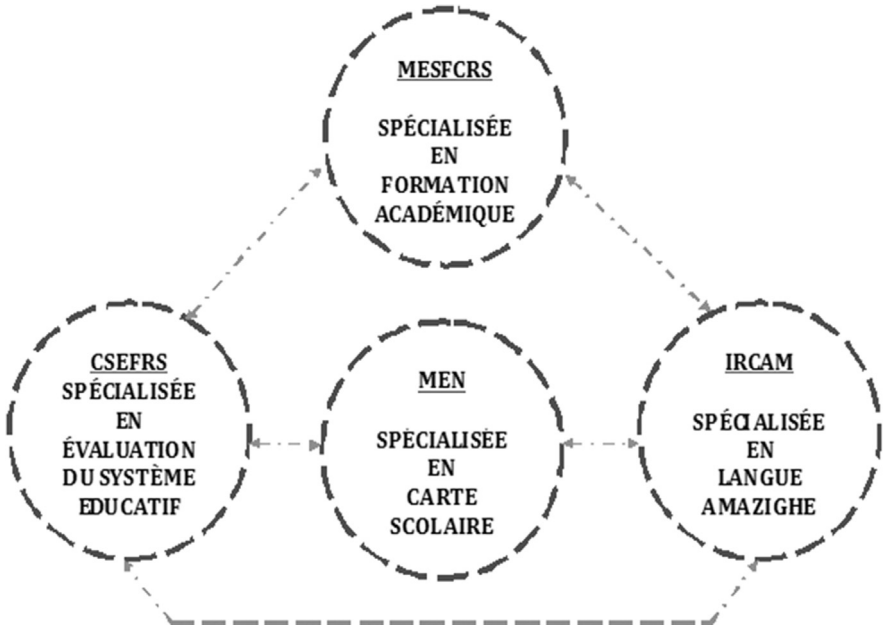 MESFCRS
SPÉCIALISÉE
EN
FORMATION
ACADÉMIQUE
CSEFRS
SPÉCIALISÉE
EN
ÉVALUATION
DU SYSTÈME
EDUCATIF
MEN
SPÈCIALISÈE
EN
CARTE
SCOLAIRE
IRCAM
SPÉCIALISÉE
EN
LANGUE
AMAZIGHE